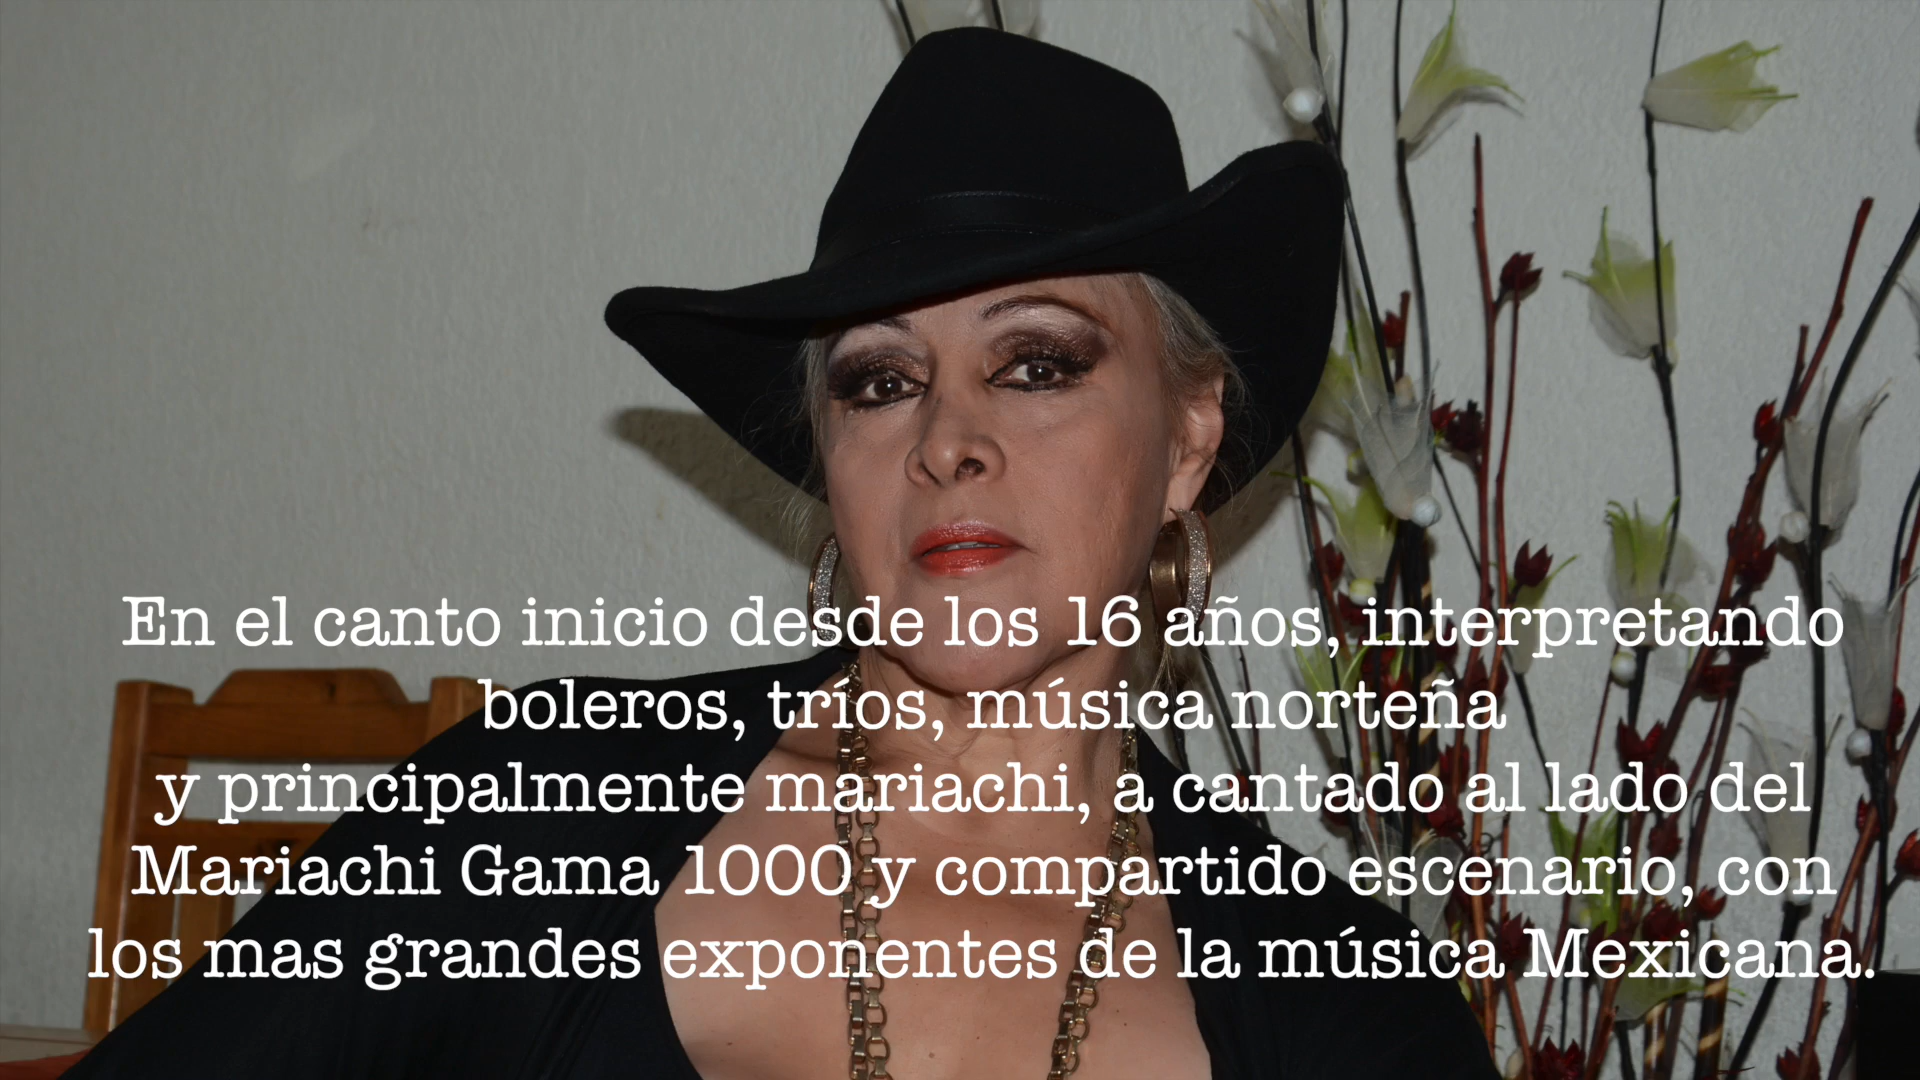 En el canto inicio desde los 16 años, interpretando
boleros, tríos, música norteña
y principalmente mariachi, a cantado al lado del
Mariachi Gama 1000 y compartido escenario, con
los mas grandes exponentes de la música Mexicana.